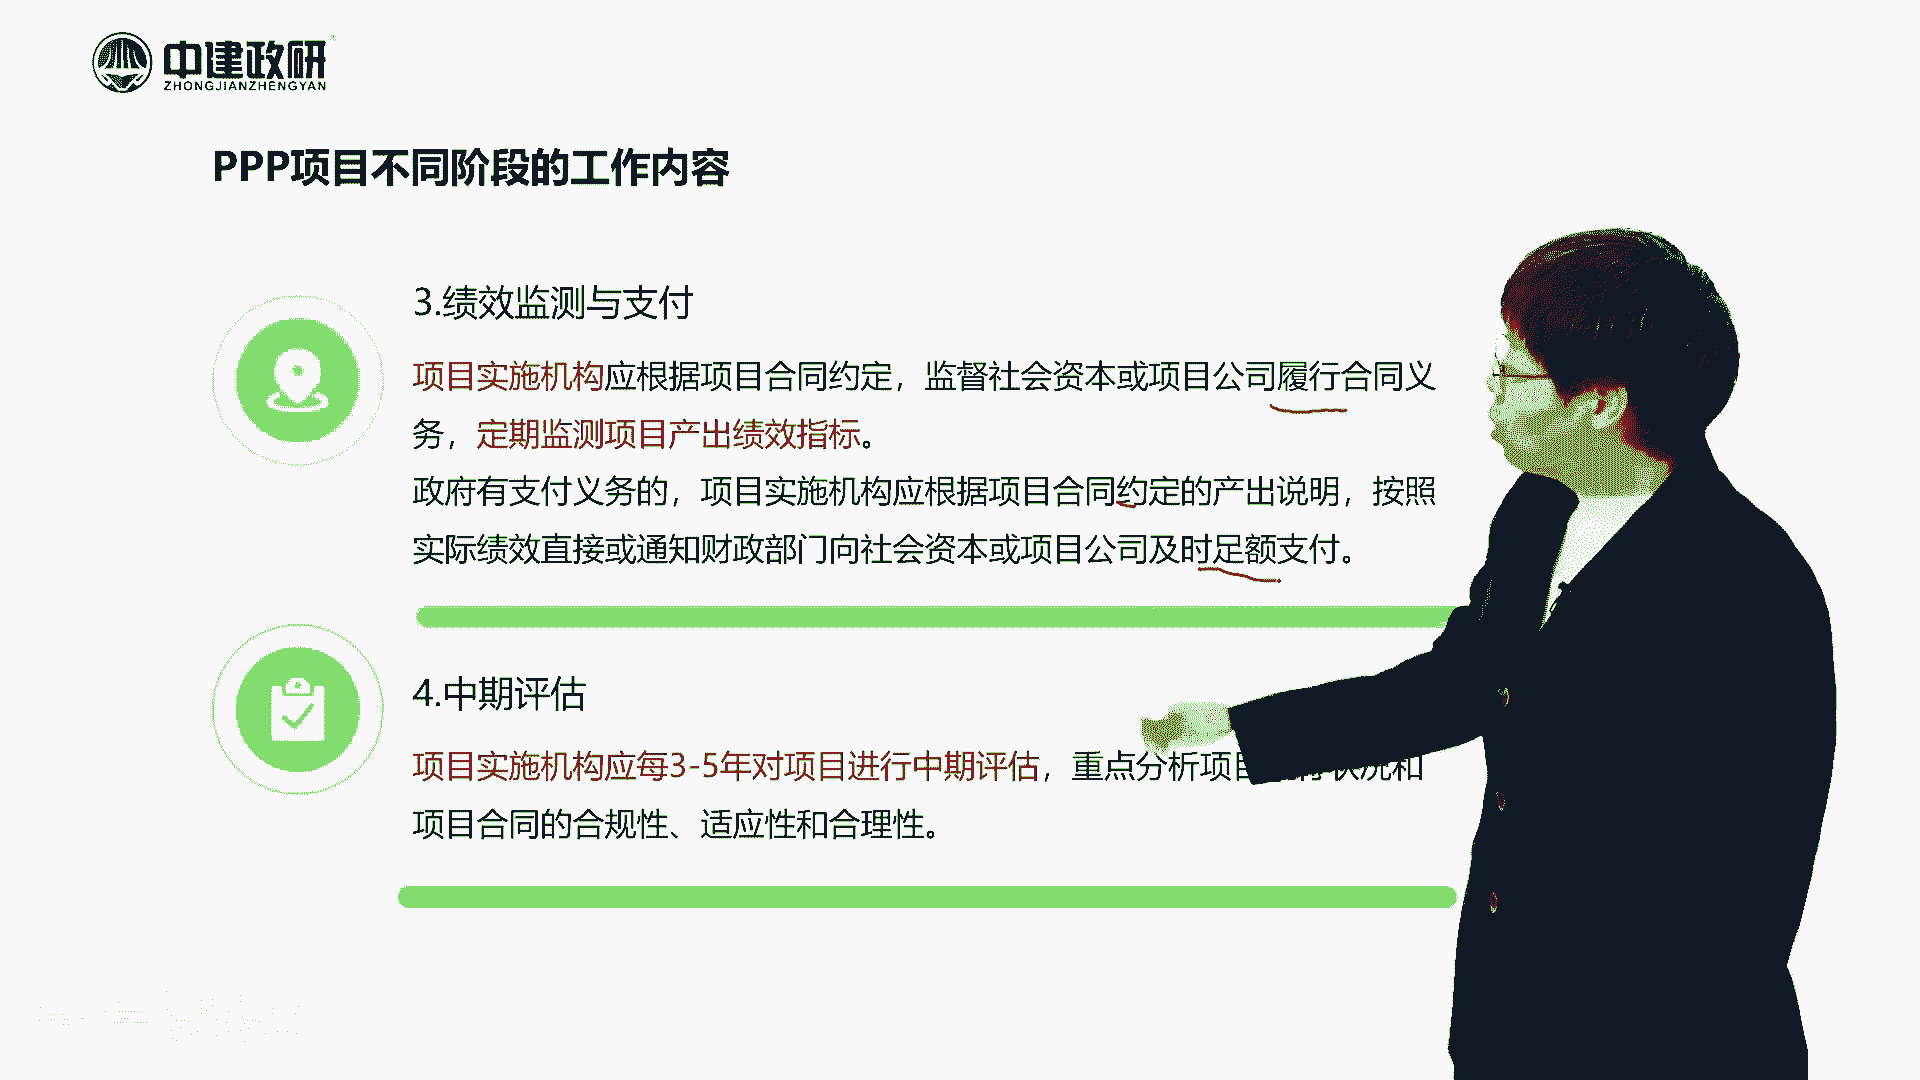 中建政研
ZHONGJIANZHENGYAN
PPP项目不同阶段的工作内容
3.绩效监测与支付
项目实施机构应根据项目合同约定，监督社会资本或项目公司履行合同义
务，定期监测项目产出绩效指标。
政府有支付义务的，项目实施机构应根据项目合同约定的产出说明，按照
实际绩效直接或通知财政部门向社会资本或项目公司及时足额支付。
4.中期评估
项目实施机构应每3-5年对项目进行中期评估，重点分析项目状况和
项目合同的合规性、适应性和合理性。